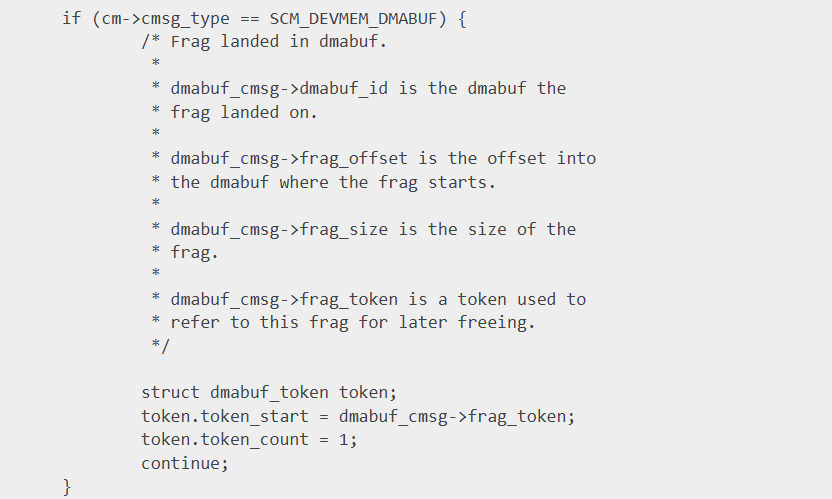 if (cm->cmsg_type == SCM_DEVMEM_DMABUF) {
/* Frag landed in dmabuf.
*
* dmabuf_cmsg->dmabuf_id is the dmabuf the
* frag landed on.
*
* dmabuf_cmsg->frag_offset is the offset into
* the dmabuf where the frag starts.
*
* dmabuf_cmsg->frag_size is the size of the
* frag.
*
* dmabuf_cmsg->frag_token is a token used to
* refer to this frag for later freeing.
*/
struct dmabuf_token token;
token.token_start = dmabuf_cmsg->frag_token;
token.token_count = 1;
continue;
}